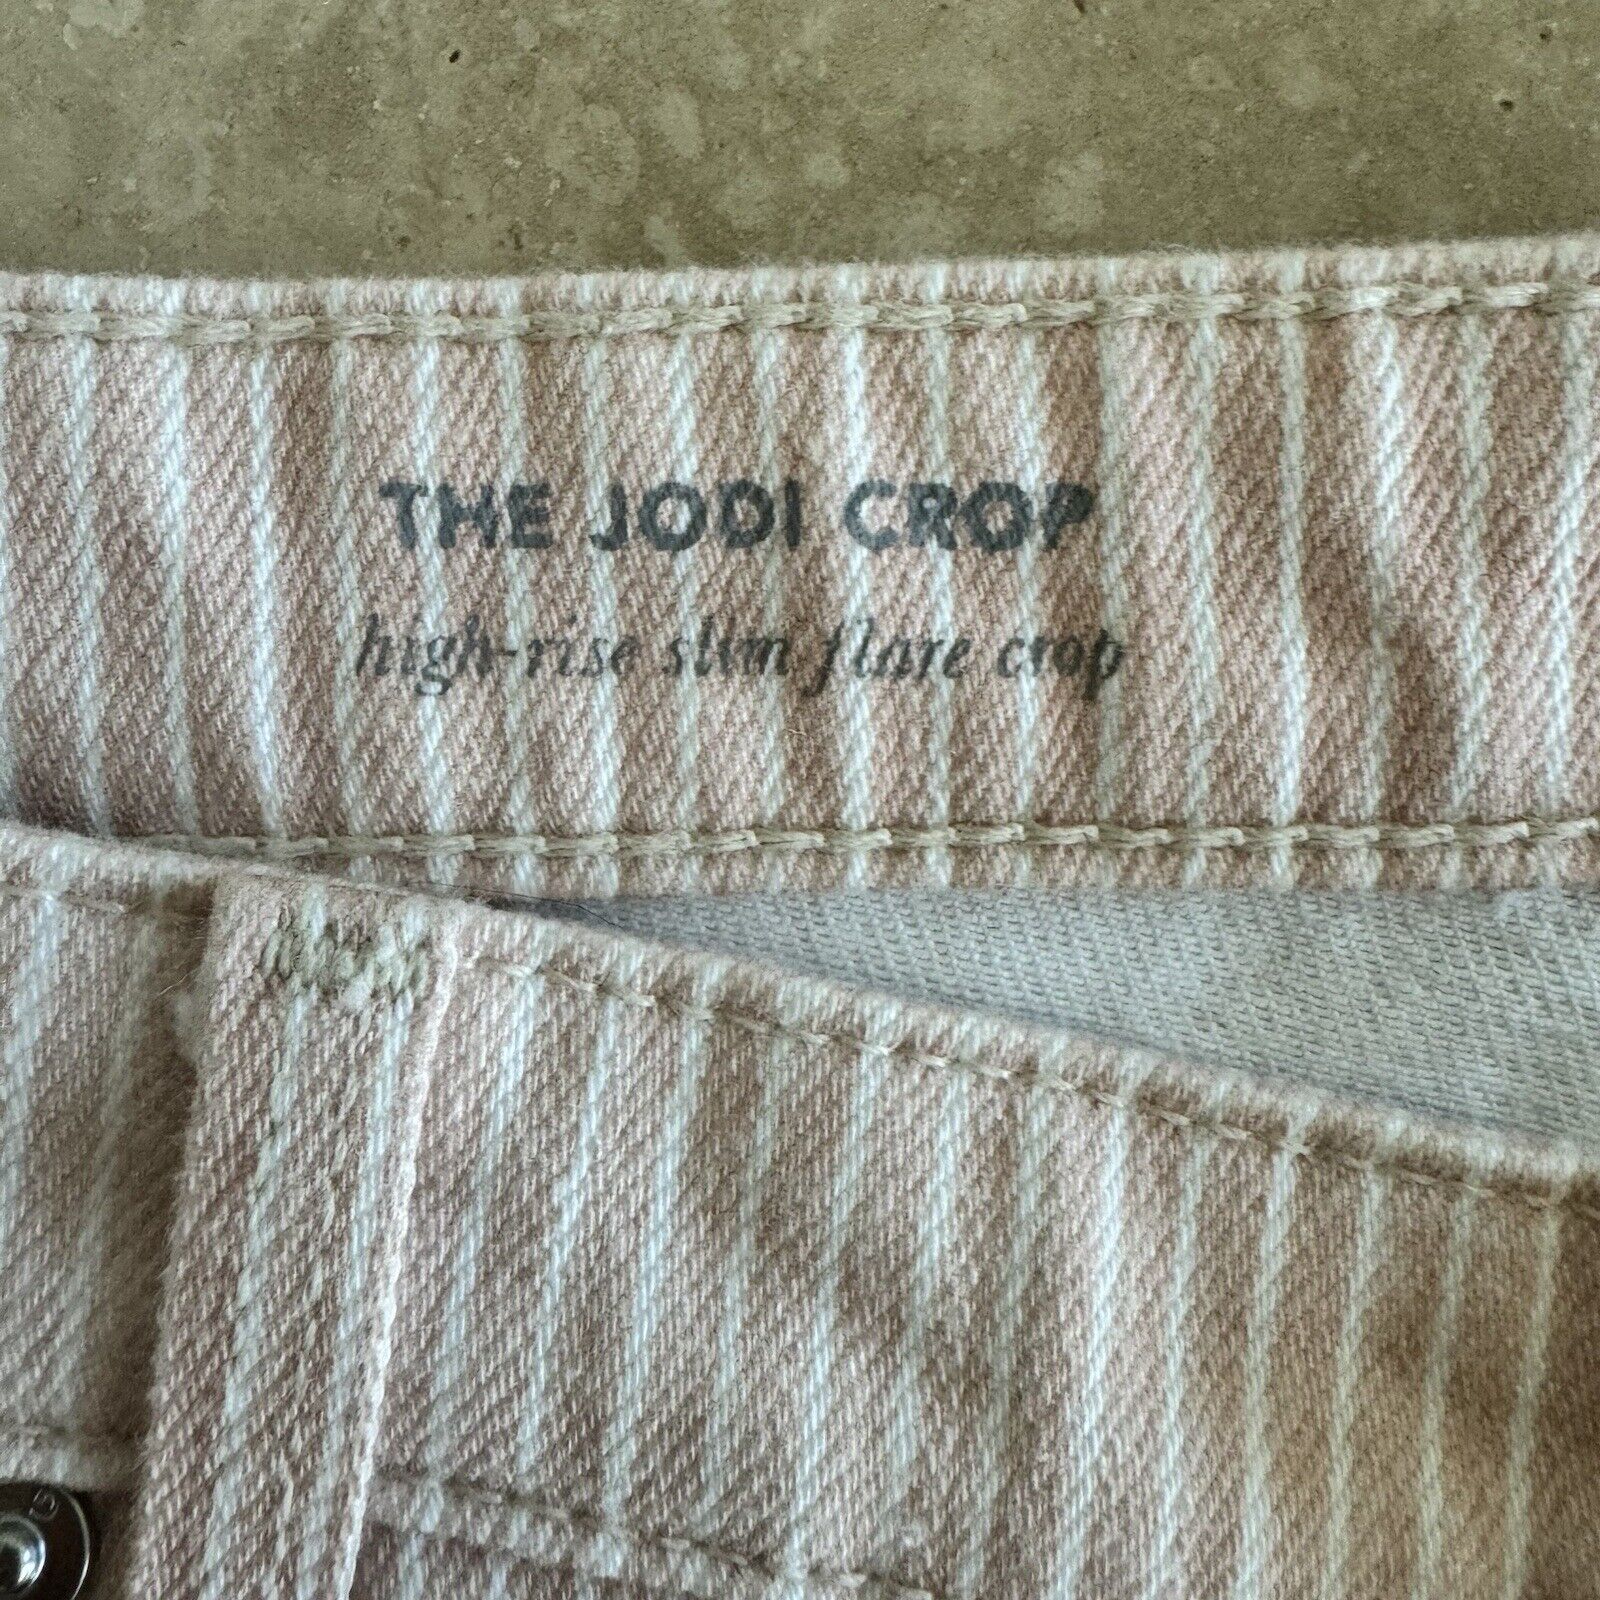 THE JODI CROP
high-rise slim flare crop